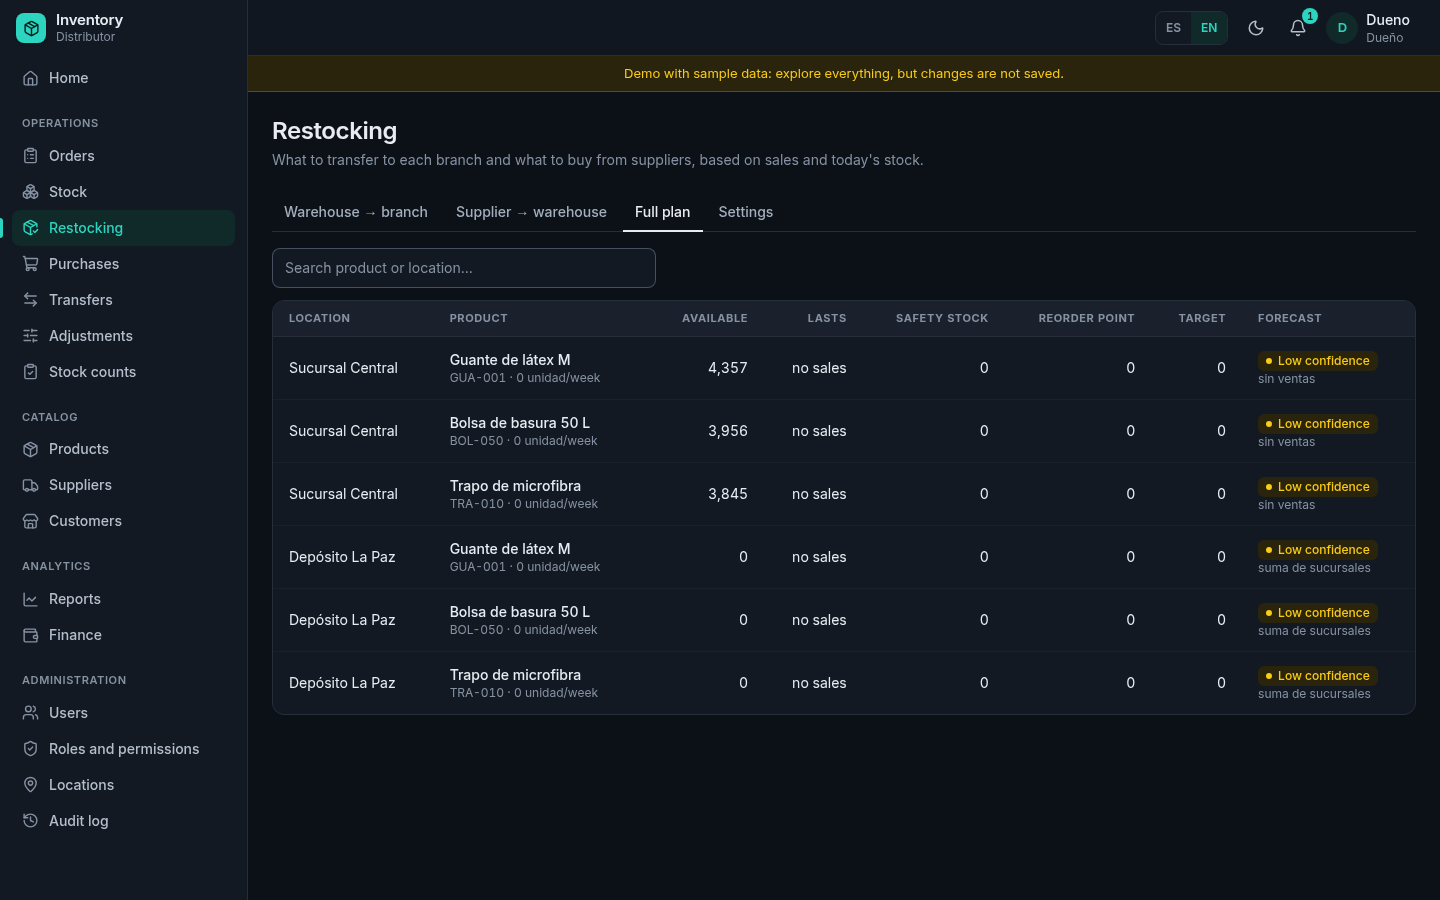 Inventory
Distributor
ES EN
1
D
Dueno
Dueño
Demo with sample data: explore everything, but changes are not saved.
Home
OPERATIONS
Orders
Stock
Restocking
Purchases
Transfers
Adjustments
Stock counts
CATALOG
Products
Suppliers
Customers
ANALYTICS
Reports
Finance
ADMINISTRATION
Users
Roles and permissions
Locations
Audit log
Restocking
What to transfer to each branch and what to buy from suppliers, based on sales and today's stock.
Warehouse → branch Supplier → warehouse Full plan Settings
Search product or location...
LOCATION PRODUCT AVAILABLE LASTS SAFETY STOCK REORDER POINT TARGET FORECAST
Sucursal Central Guante de látex M 4,357 no sales 0 0 0 Low confidence
GUA-001 · 0 unidad/week sin ventas
Sucursal Central Bolsa de basura 50 L 3,956 no sales 0 0 0 Low confidence
BOL-050 · 0 unidad/week sin ventas
Sucursal Central Trapo de microfibra 3,845 no sales 0 0 0 Low confidence
TRA-010 · 0 unidad/week sin ventas
Depósito La Paz Guante de látex M 0 no sales 0 0 0 Low confidence
GUA-001 · 0 unidad/week suma de sucursales
Depósito La Paz Bolsa de basura 50 L 0 no sales 0 0 0 Low confidence
BOL-050 · 0 unidad/week suma de sucursales
Depósito La Paz Trapo de microfibra 0 no sales 0 0 0 Low confidence
TRA-010 · 0 unidad/week suma de sucursales